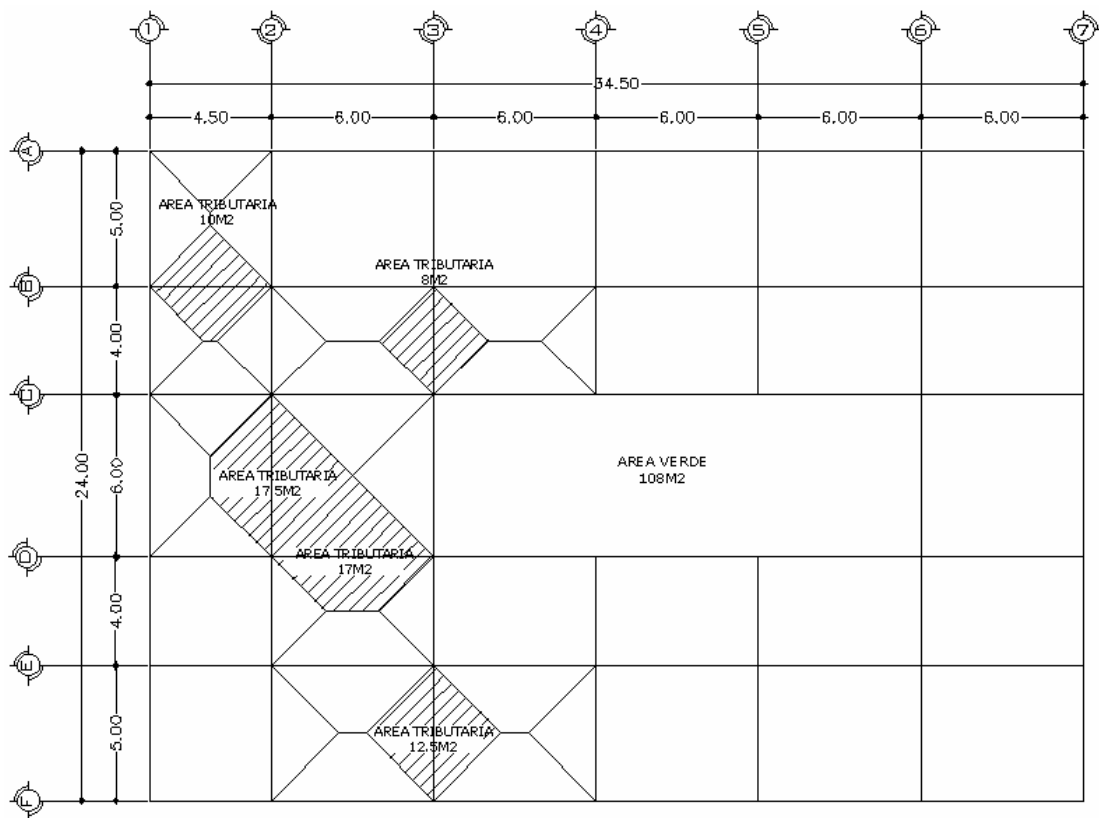 1 2 3 4 5 6 7
34.50
4.50 6.00 6.00 6.00 6.00 6.00
A
B
C
D
E
F
24.00
5.00
4.00
6.00
4.00
5.00
AREA TRIBUTARIA
10M2
AREA TRIBUTARIA
8M2
AREA TRIBUTARIA
17.5M2
AREA VERDE
108M2
AREA TRIBUTARIA
17M2
AREA TRIBUTARIA
12.5M2